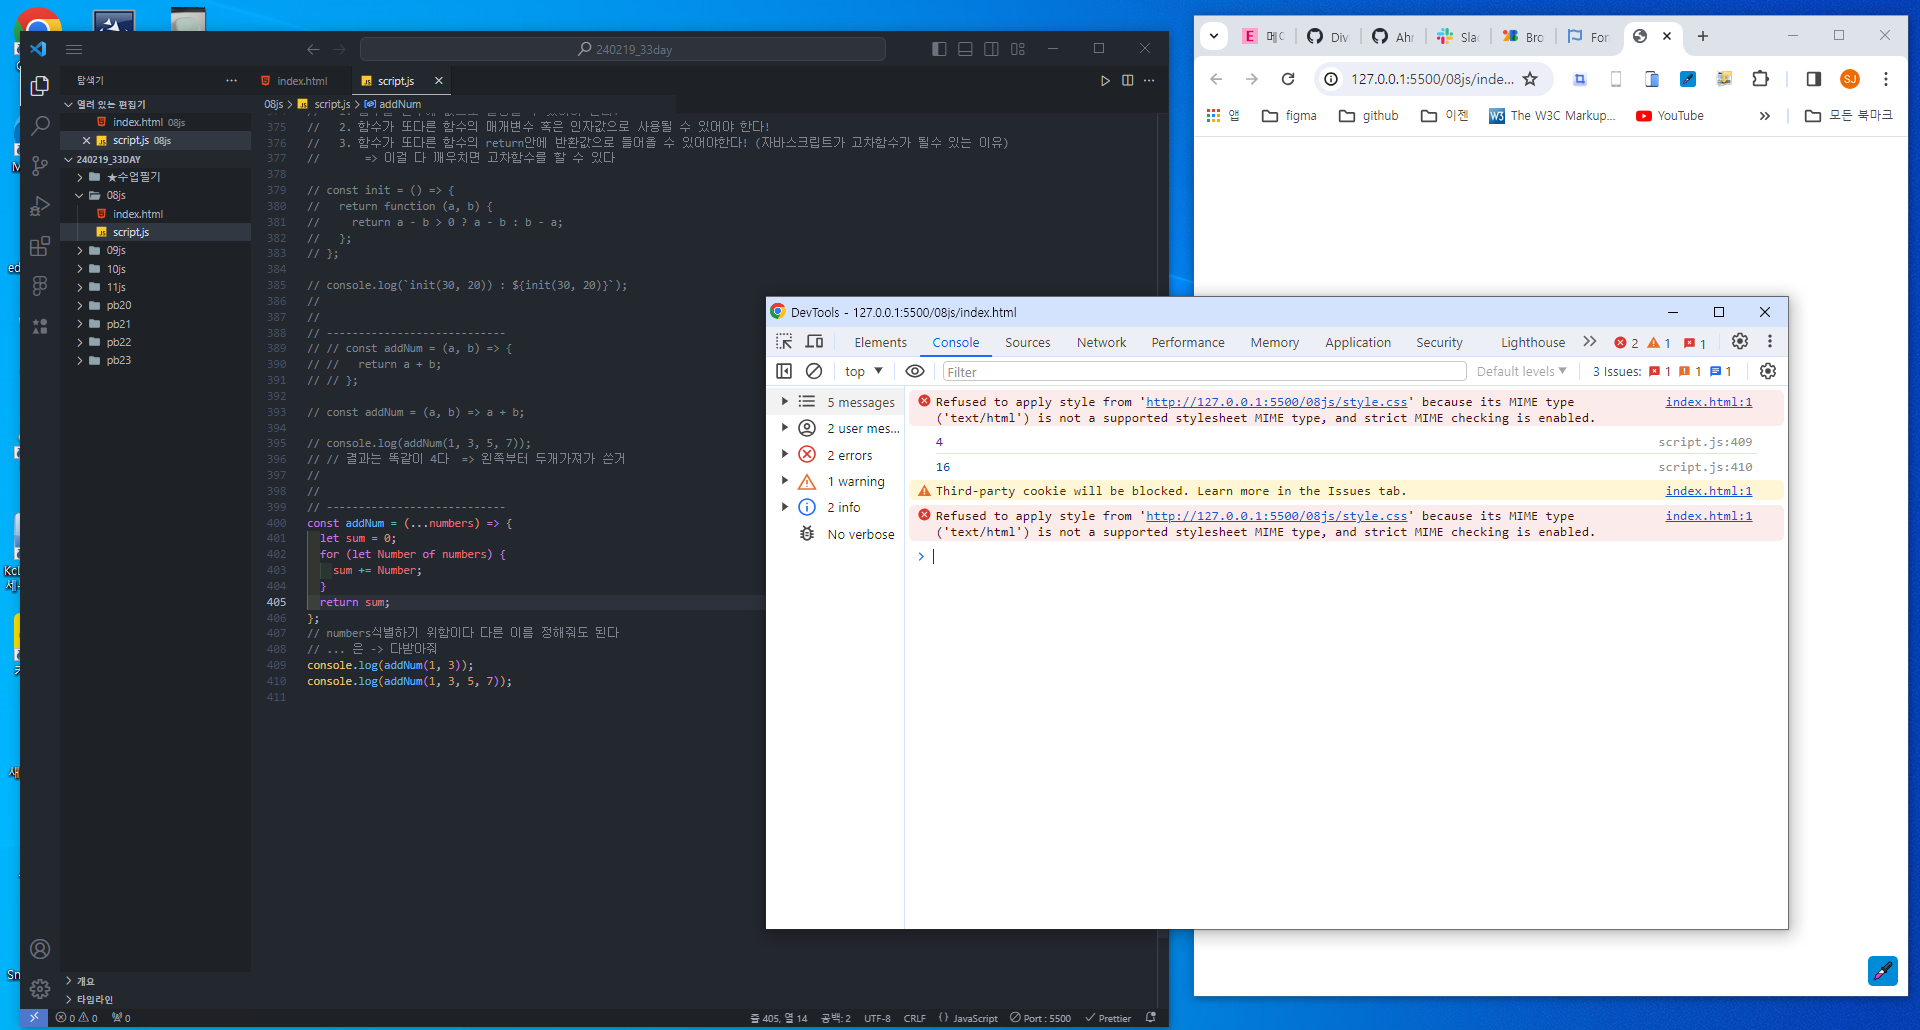 240219_33day
탐색기
index.html
script.js
열려 있는 편집기
index.html 08js
script.js 08js
240219_33DAY
★수업필기
08js
index.html
script.js
09js
10js
11js
pb20
pb21
pb22
pb23
개요
타임라인
08js > script.js > addNum
375 // 2. 함수가 또다른 함수의 매개변수 혹은 인자값으로 사용될 수 있어야 한다!
376 // 3. 함수가 또다른 함수의 return안에 반환값으로 들어올 수 있어야한다! (자바스크립트가 고차함수가 될수 있는 이유)
377 // => 이걸 다 깨우치면 고차함수를 할 수 있다
378
379 // const init = () => {
380 // return function (a, b) {
381 // return a - b > 0 ? a - b : b - a;
382 // };
383 // };
384
385 // console.log(`init(30, 20)) : ${init(30, 20)}`);
386 //
387 //
388 // ----------------------------
389 // // const addNum = (a, b) => {
390 // // return a + b;
391 // // };
392
393 // const addNum = (a, b) => a + b;
394
395 // console.log(addNum(1, 3, 5, 7));
396 // // 결과는 똑같이 4다 => 왼쪽부터 두개가져가 쓴거
397 //
398 //
399 // ----------------------------
400 const addNum = (...numbers) => {
401 let sum = 0;
402 for (let Number of numbers) {
403 sum += Number;
404 }
405 return sum;
406 };
407 // numbers식별하기 위함이다 다른 이름 정해줘도 된다
408 // ... 은 -> 다받아줘
409 console.log(addNum(1, 3));
410 console.log(addNum(1, 3, 5, 7));
411
0 0 0
줄 405, 열 14 공백: 2 UTF-8 CRLF {} JavaScript Port : 5500 Prettier
Div Ahr Sla Bro For
127.0.0.1:5500/08js/inde... SJ
앱 figma github 이젠 The W3C Markup... YouTube » 모든 북마크
DevTools - 127.0.0.1:5500/08js/index.html
Elements Console Sources Network Performance Memory Application Security Lighthouse 2 1 1
top Filter Default levels 3 Issues: 1 1 1
5 messages
2 user mes...
2 errors
1 warning
2 info
No verbose
Refused to apply style from 'http://127.0.0.1:5500/08js/style.css' because its MIME type index.html:1
('text/html') is not a supported stylesheet MIME type, and strict MIME checking is enabled.
4 script.js:409
16 script.js:410
Third-party cookie will be blocked. Learn more in the Issues tab. index.html:1
Refused to apply style from 'http://127.0.0.1:5500/08js/style.css' because its MIME type index.html:1
('text/html') is not a supported stylesheet MIME type, and strict MIME checking is enabled.